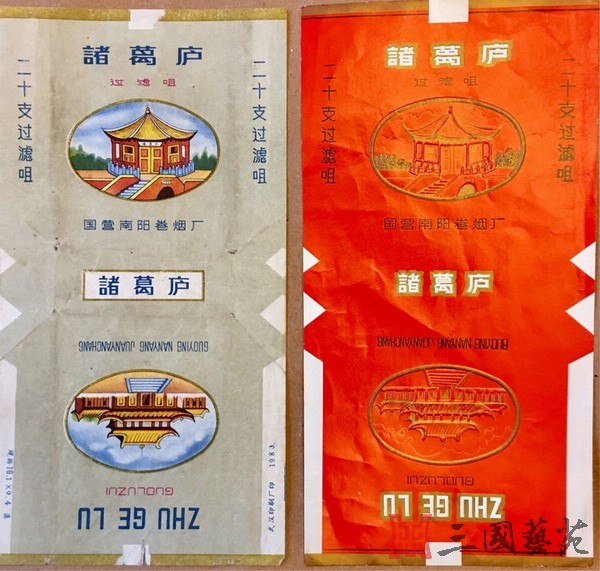 諸葛庐
过滤咀
二十支过滤咀
二十支过滤咀
国营南阳卷烟厂
諸葛庐
GUOYING NANYANG JUANYANCHANG
GUOLUZUI
ZHU GE LU
1983
諸葛庐
过滤咀
二十支过滤咀
二十支过滤咀
国营南阳卷烟厂
諸葛庐
GUOYING NANYANG JUANYANCHANG
GUOLUZUI
ZHU GE LU
三國藝苑